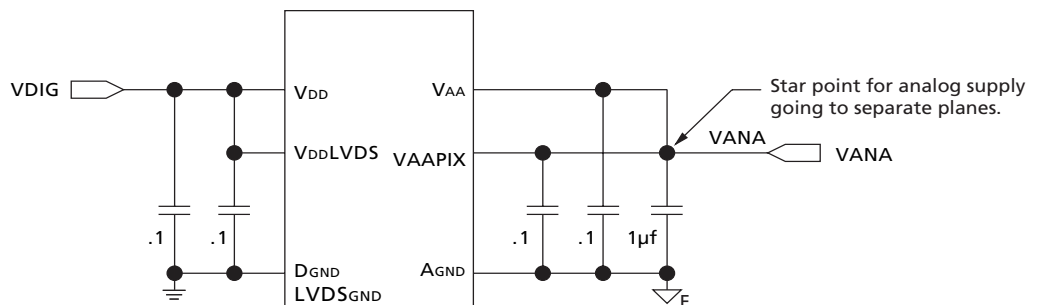 VDIG
VDD
VDDLVDS
.1
.1
DGND
LVDSGND
VAA
VAAPIX
AGND
Star point for analog supply
going to separate planes.
VANA
VANA
.1
.1
1µf
F